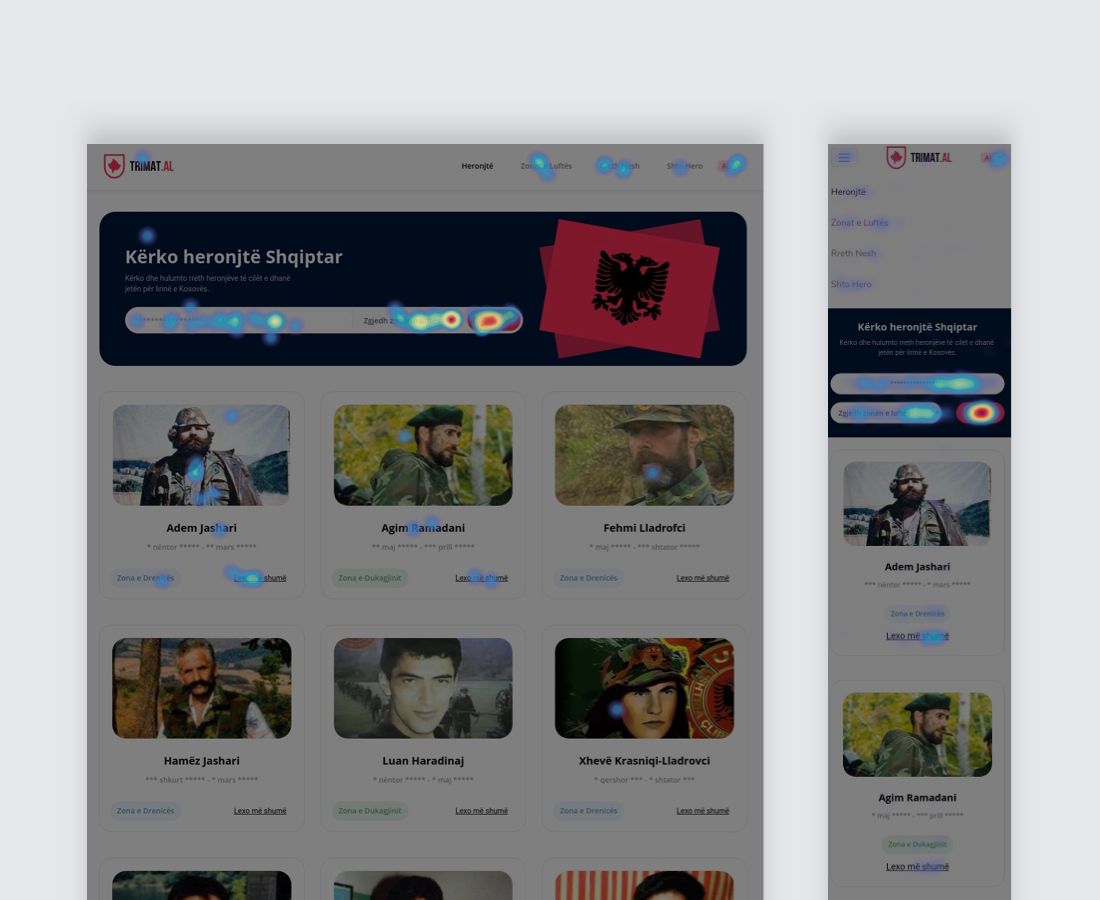 TRIMAT.AL
Heronjtë
Zonat e Luftës
Rreth Nesh
Shto Hero
Kërko heronjtë Shqiptar
Kërko dhe hulumto rreth heronjëve të cilët e dhanë
jetën për lirinë e Kosovës.
Zgjedh
Adem Jashari
* nëntor ***** - ** mars *****
Zona e Drenicës
Lexo më shumë
Agim Ramadani
** maj ***** - *** prill *****
Zona e Dukagjinit
Lexo më shumë
Fehmi Lladrofci
* maj ***** - *** shtator *****
Zona e Drenicës
Lexo më shumë
Hamëz Jashari
*** shkurt ***** - * mars *****
Zona e Drenicës
Lexo më shumë
Luan Haradinaj
* nëntor ***** - * maj *****
Zona e Dukagjinit
Lexo më shumë
Xhevë Krasniqi-Lladrovci
* qershor *** - * shtator ***
Zona e Drenicës
Lexo më shumë
TRIMAT.AL
Heronjtë
Zonat e Luftës
Rreth Nesh
Shto Hero
Kërko heronjtë Shqiptar
Kërko dhe hulumto rreth heronjëve të cilët e dhanë
jetën për lirinë e Kosovës.
Zgjedh zonën e
Adem Jashari
*** nëntor ***** - * mars *****
Zona e Drenicës
Lexo më shumë
Agim Ramadani
* maj ***** - *** prill *****
Zona e Dukagjinit
Lexo më shumë